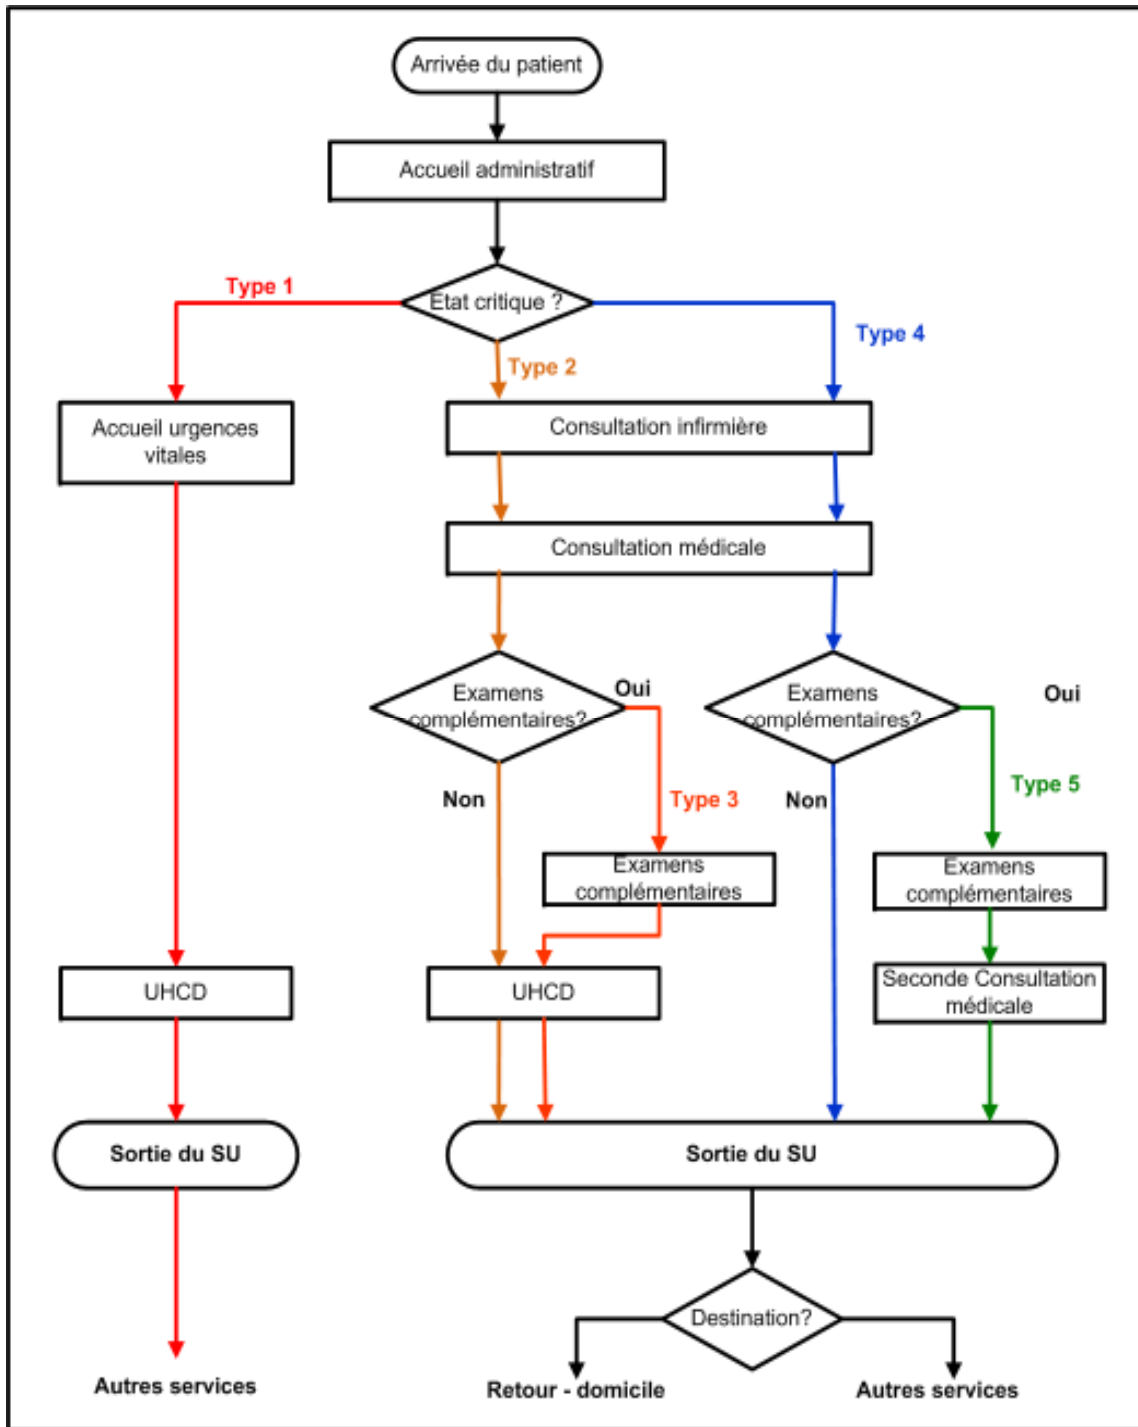 Arrivée du patient
Accueil administratif
Etat critique ?
Type 1
Type 2
Type 4
Accueil urgences
vitales
Consultation infirmière
Consultation médicale
Examens
complémentaires?
Oui
Non
Type 3
Examens
complémentaires?
Oui
Non
Type 5
Examens
complémentaires
Examens
complémentaires
UHCD
UHCD
Seconde Consultation
médicale
Sortie du SU
Sortie du SU
Destination?
Autres services
Retour - domicile
Autres services